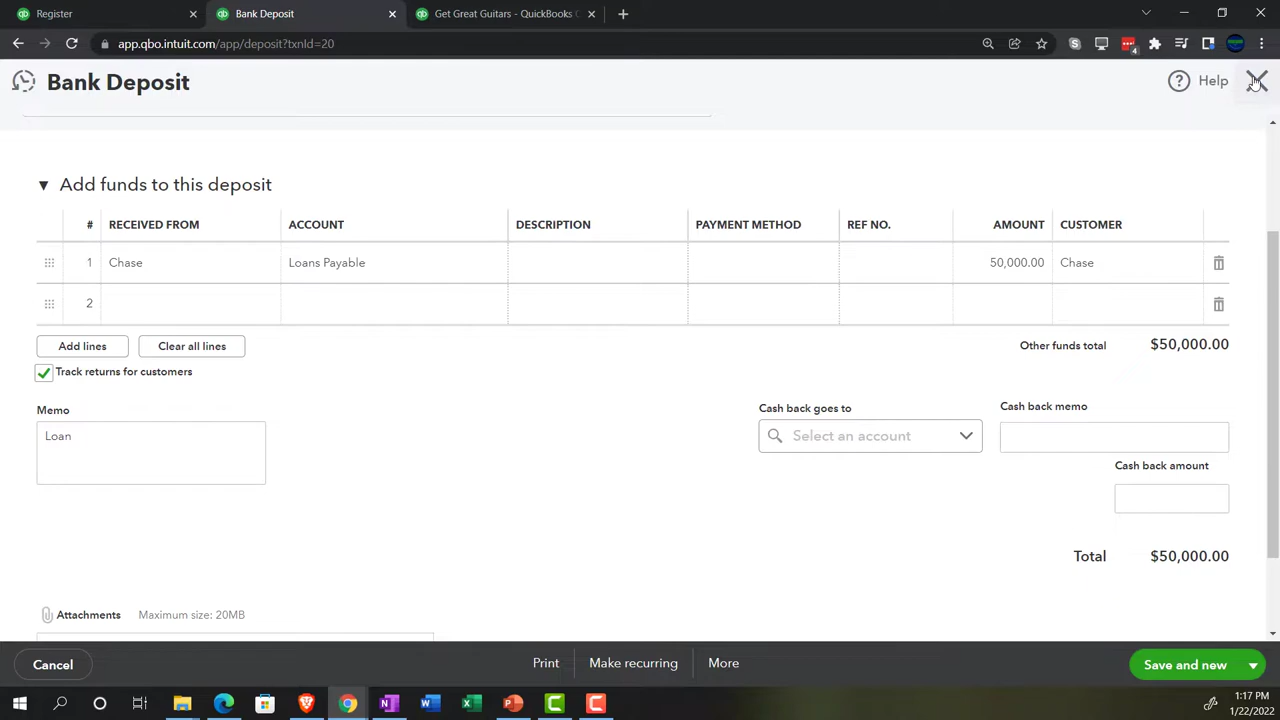 Register
Bank Deposit
Get Great Guitars - QuickBooks O
app.qbo.intuit.com/app/deposit?txnId=20
4
Bank Deposit
Help
Add funds to this deposit
# RECEIVED FROM ACCOUNT DESCRIPTION PAYMENT METHOD REF NO. AMOUNT CUSTOMER
1 Chase Loans Payable 50,000.00 Chase
2
Add lines Clear all lines Other funds total $50,000.00
Track returns for customers
Memo Cash back goes to Cash back memo
Loan Select an account
Cash back amount
Total $50,000.00
Attachments Maximum size: 20MB
Cancel Print Make recurring More Save and new
1:17 PM
1/22/2022